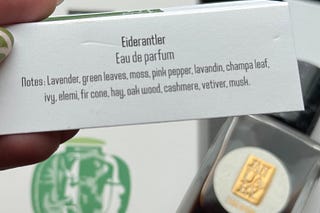 Eiderantler
Eau de parfum
Notes: Lavender, green leaves, moss, pink pepper, lavandin, champa leaf,
ivy, elemi, fir cone, hay, oak wood, cashmere, vetiver, musk.